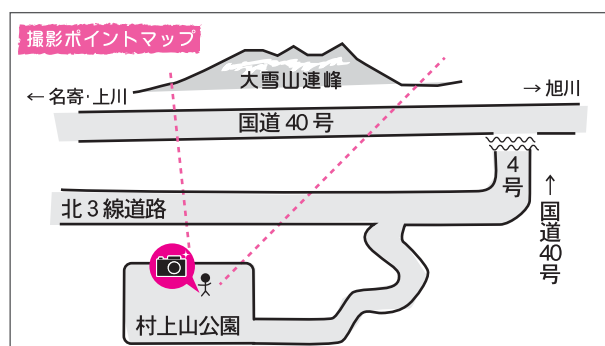 撮影ポイントマップ
大雪山連峰
← 名寄・上川
→ 旭川
国道 40 号
4号
北 3 線道路
↑ 国道40号
村上山公園